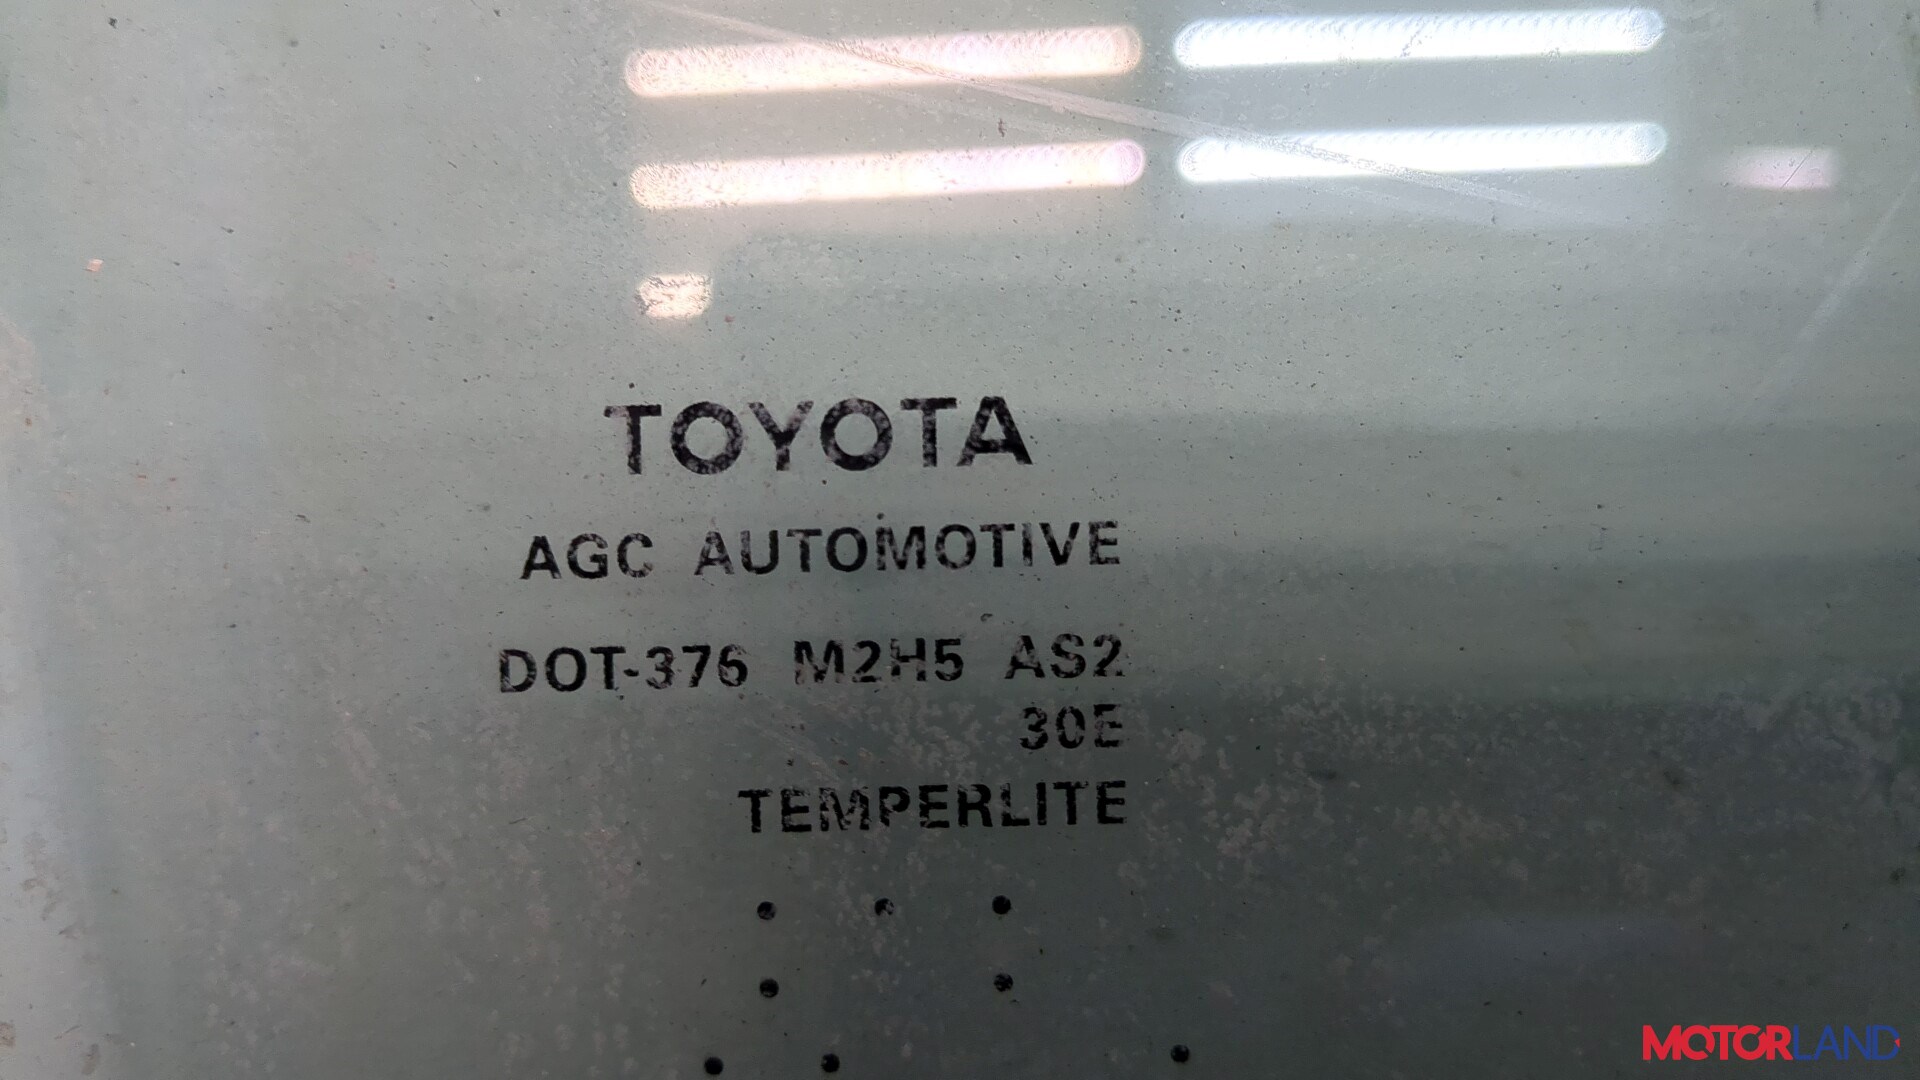 TOYOTA
AGC AUTOMOTIVE
DOT-376 M2H5 AS2
30E
TEMPERLITE
MOTORLAND